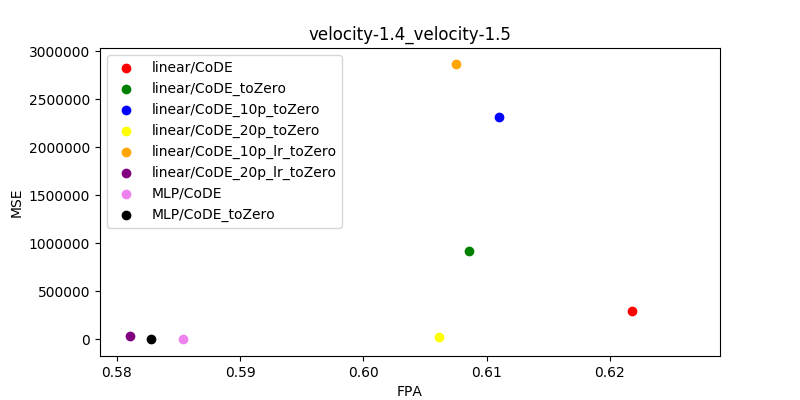 velocity-1.4_velocity-1.5
3000000
2500000
2000000
1500000
1000000
500000
0
MSE
linear/CoDE
linear/CoDE_toZero
linear/CoDE_10p_toZero
linear/CoDE_20p_toZero
linear/CoDE_10p_lr_toZero
linear/CoDE_20p_lr_toZero
MLP/CoDE
MLP/CoDE_toZero
0.58 0.59 0.60 0.61 0.62
FPA